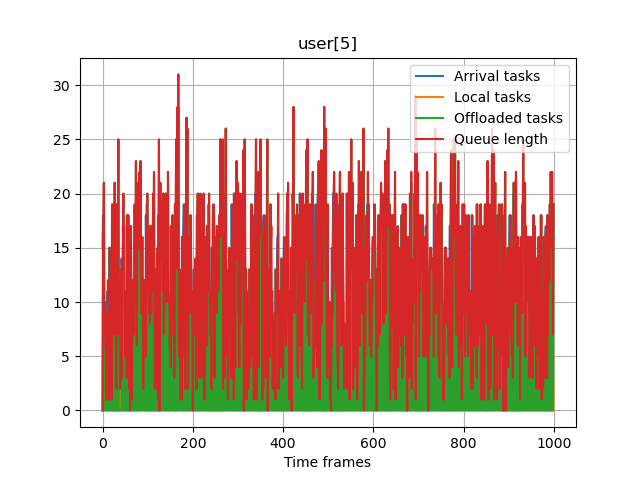 user[5]
Arrival tasks
Local tasks
Offloaded tasks
Queue length
30
25
20
15
10
5
0
0 200 400 600 800 1000
Time frames